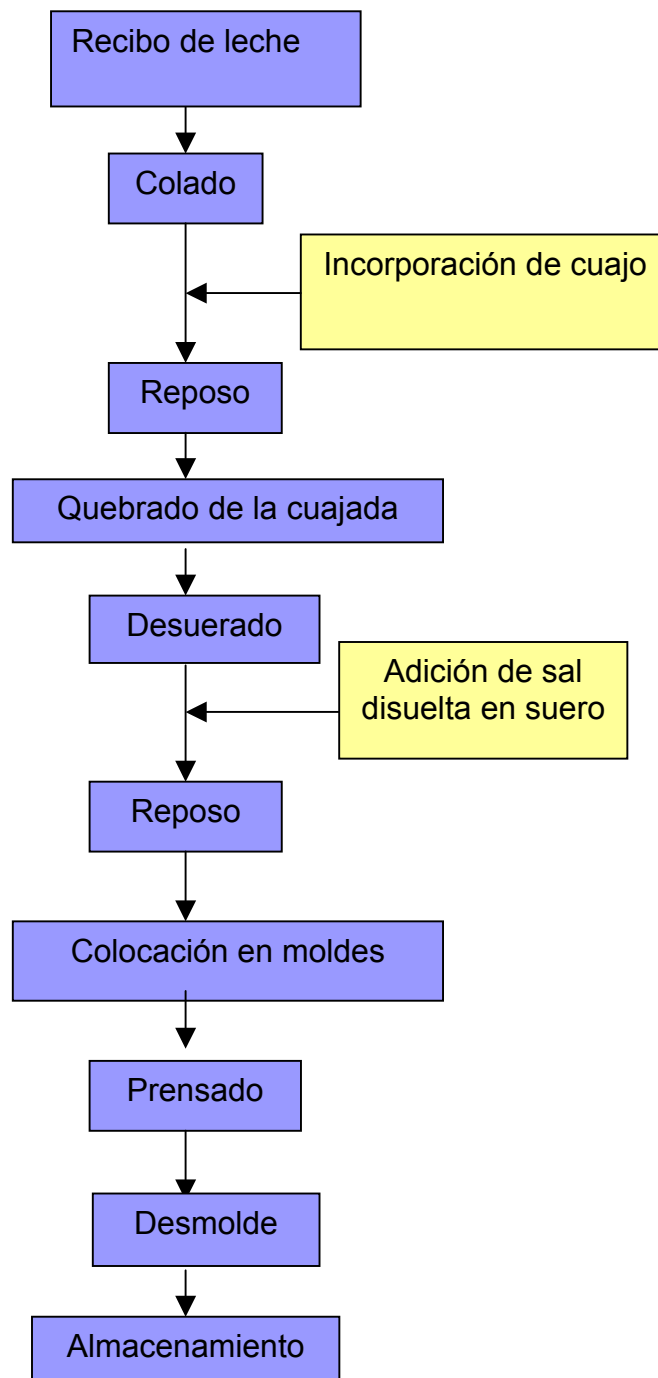 Recibo de leche
Colado
Incorporación de cuajo
Reposo
Quebrado de la cuajada
Desuerado
Adición de sal
disuelta en suero
Reposo
Colocación en moldes
Prensado
Desmolde
Almacenamiento